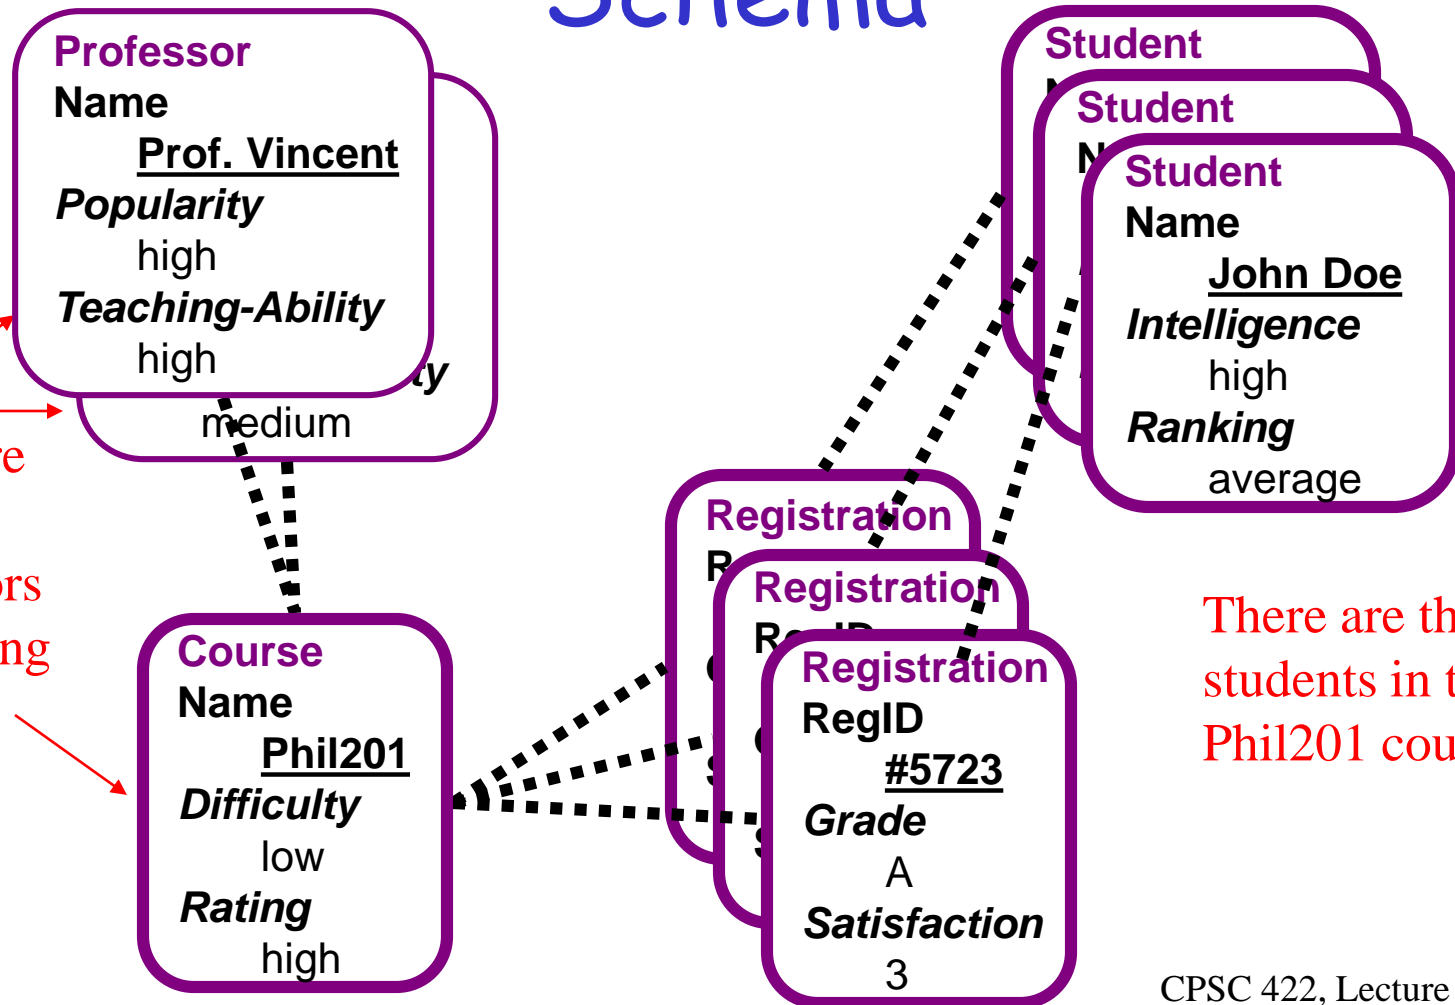 Schema
Professor
Name
Prof. Vincent
Popularity
high
Teaching-Ability
high
ty
medium
re
ors
ng
Course
Name
Phil201
Difficulty
low
Rating
high
Student
Student
Student
Name
John Doe
Intelligence
high
Ranking
average
Registration
Registration
RegID
Registration
RegID
#5723
Grade
A
Satisfaction
3
There are th
students in t
Phil201 cou
CPSC 422, Lecture